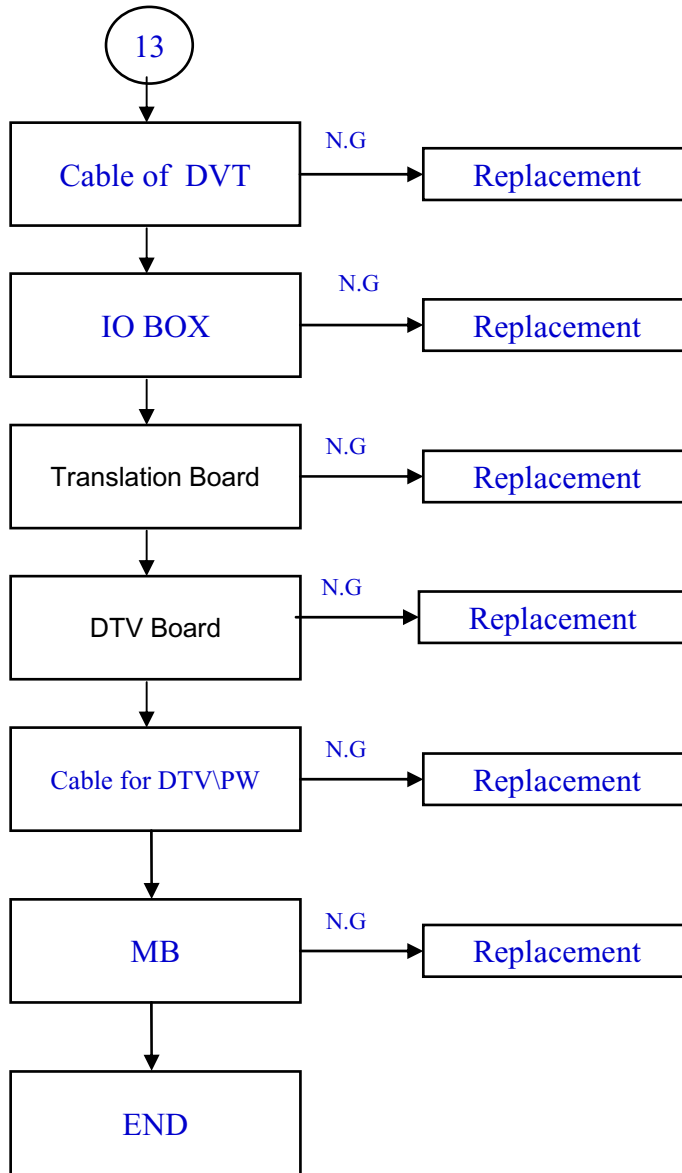 13
N.G
Cable of DVT
Replacement
N.G
IO BOX
Replacement
N.G
Translation Board
Replacement
N.G
DTV Board
Replacement
N.G
Cable for DTV\PW
Replacement
N.G
MB
Replacement
END